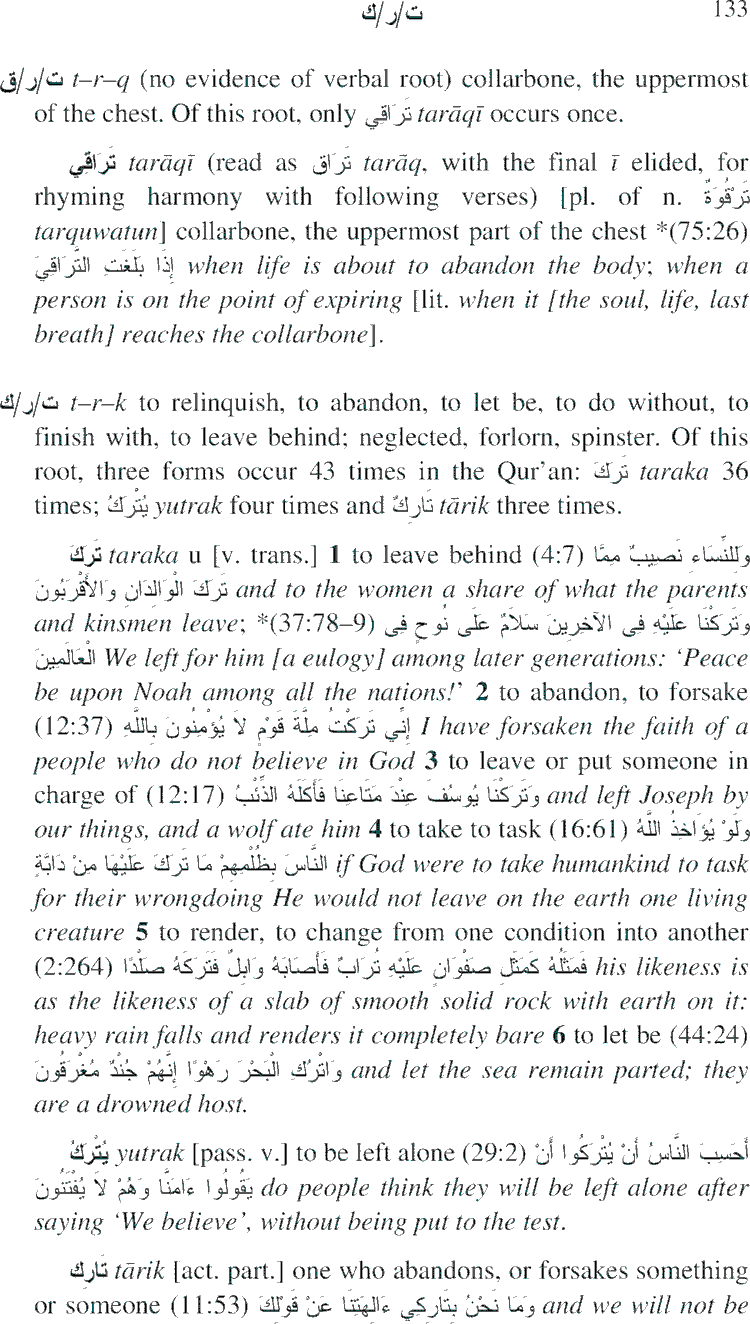 ت/ر/ك 133
ت/ر/ق t–r–q (no evidence of verbal root) collarbone, the uppermost
of the chest. Of this root, only تَرَاقِي tarāqī occurs once.
تَرَاقِي tarāqī (read as تَرَاق tarāq, with the final ī elided, for
rhyming harmony with following verses) [pl. of n. تَرْقُوَةٌ
tarquwatun] collarbone, the uppermost part of the chest *(75:26)
إِذَا بَلَغَتِ التَّرَاقِيَ when life is about to abandon the body; when a
person is on the point of expiring [lit. when it [the soul, life, last
breath] reaches the collarbone].
ت/ر/ك t–r–k to relinquish, to abandon, to let be, to do without, to
finish with, to leave behind; neglected, forlorn, spinster. Of this
root, three forms occur 43 times in the Qur’an: تَرَكَ taraka 36
times; يُتْرَكُ yutrak four times and تَارِكٌ tārik three times.
تَرَكَ taraka u [v. trans.] 1 to leave behind (4:7) وَلِلنِّسَاءِ نَصِيبٌ مِمَّا
تَرَكَ الْوَالِدَانِ وَالأَقْرَبُونَ and to the women a share of what the parents
and kinsmen leave; *(37:78–9) وَتَرَكْنَا عَلَيْهِ فِى الآخِرِينَ سَلاَمٌ عَلَى نُوحٍ فِى
الْعَالَمِينَ We left for him [a eulogy] among later generations: ‘Peace
be upon Noah among all the nations!’ 2 to abandon, to forsake
(12:37) إِنِّي تَرَكْتُ مِلَّةَ قَوْمٍ لاَ يُؤْمِنُونَ بِاللَّهِ I have forsaken the faith of a
people who do not believe in God 3 to leave or put someone in
charge of (12:17) وَتَرَكْنَا يُوسُفَ عِنْدَ مَتَاعِنَا فَأَكَلَهُ الذِّئْبُ and left Joseph by
our things, and a wolf ate him 4 to take to task (16:61) وَلَوْ يُؤَاخِذُ اللَّهُ
النَّاسَ بِظُلْمِهِمْ مَا تَرَكَ عَلَيْهَا مِنْ دَابَّةٍ if God were to take humankind to task
for their wrongdoing He would not leave on the earth one living
creature 5 to render, to change from one condition into another
(2:264) فَمَثَلُهُ كَمَثَلِ صَفْوَانٍ عَلَيْهِ تُرَابٌ فَأَصَابَهُ وَابِلٌ فَتَرَكَهُ صَلْدًا his likeness is
as the likeness of a slab of smooth solid rock with earth on it:
heavy rain falls and renders it completely bare 6 to let be (44:24)
وَاتْرُكِ الْبَحْرَ رَهْوًا إِنَّهُمْ جُنْدٌ مُغْرَقُونَ and let the sea remain parted; they
are a drowned host.
يُتْرَكُ yutrak [pass. v.] to be left alone (29:2) أَحَسِبَ النَّاسُ أَنْ يُتْرَكُوا أَنْ
يَقُولُوا ءَامَنَّا وَهُمْ لاَ يُفْتَنُونَ do people think they will be left alone after
saying ‘We believe’, without being put to the test.
تَارِك tārik [act. part.] one who abandons, or forsakes something
or someone (11:53) وَمَا نَحْنُ بِتَارِكِي ءَالِهَتِنَا عَنْ قَوْلِكَ and we will not be